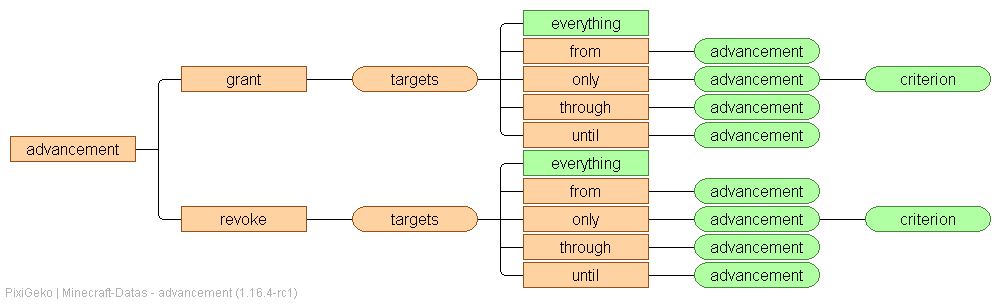 everything
from advancement
grant targets only advancement criterion
through advancement
until advancement
advancement
everything
from advancement
revoke targets only advancement criterion
through advancement
until advancement
PixiGeko | Minecraft-Datas - advancement (1.16.4-rc1)